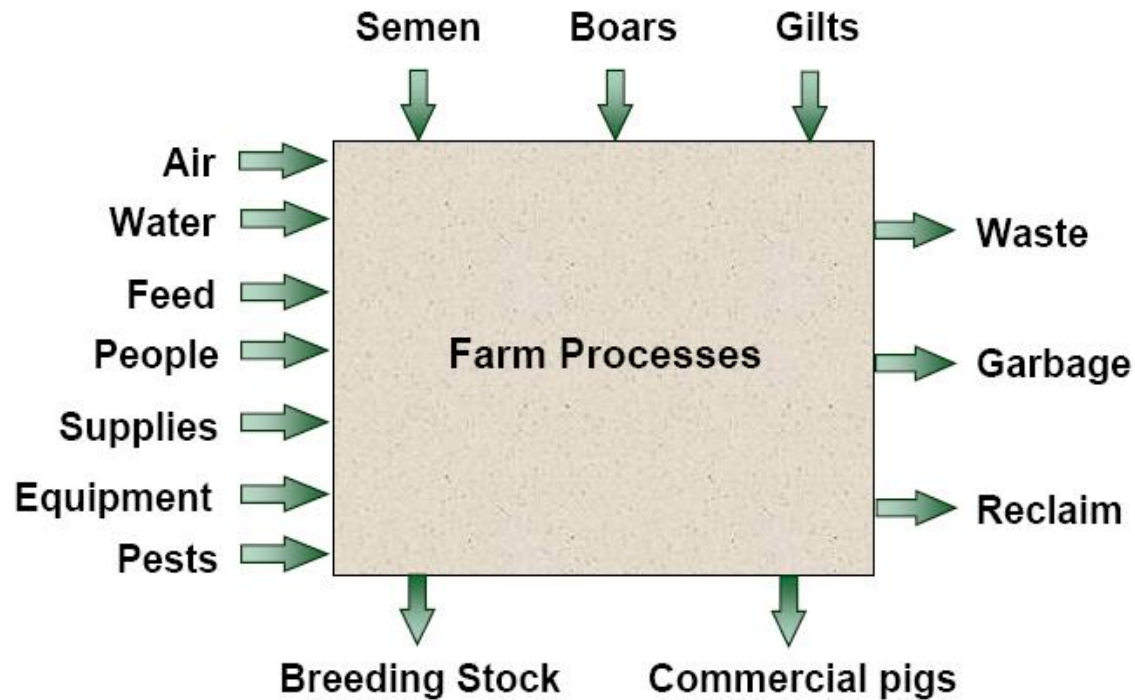 Semen
Boars
Gilts
Air
Water
Feed
People
Supplies
Equipment
Pests
Farm Processes
Waste
Garbage
Reclaim
Breeding Stock
Commercial pigs